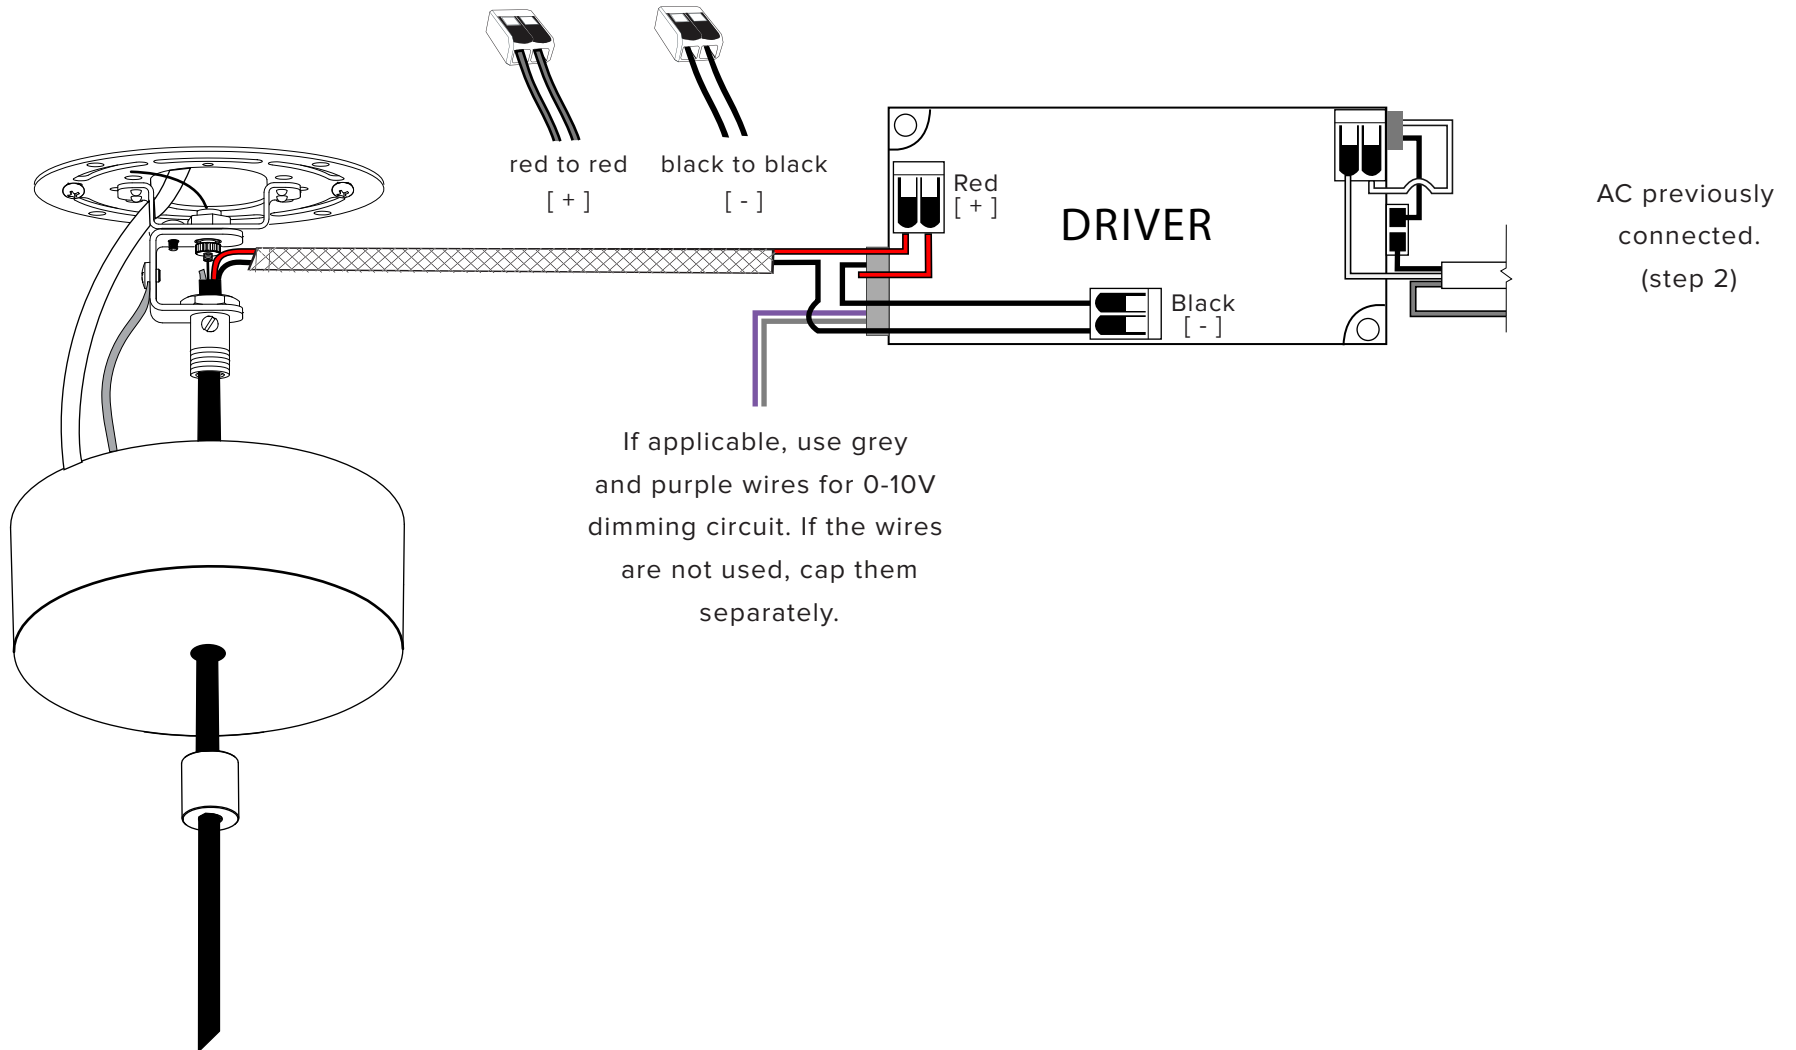 red to red
[ + ]
black to black
[ - ]
Red
[ + ]
DRIVER
Black
[ - ]
AC previously
connected.
(step 2)
If applicable, use grey
and purple wires for 0-10V
dimming circuit. If the wires
are not used, cap them
separately.